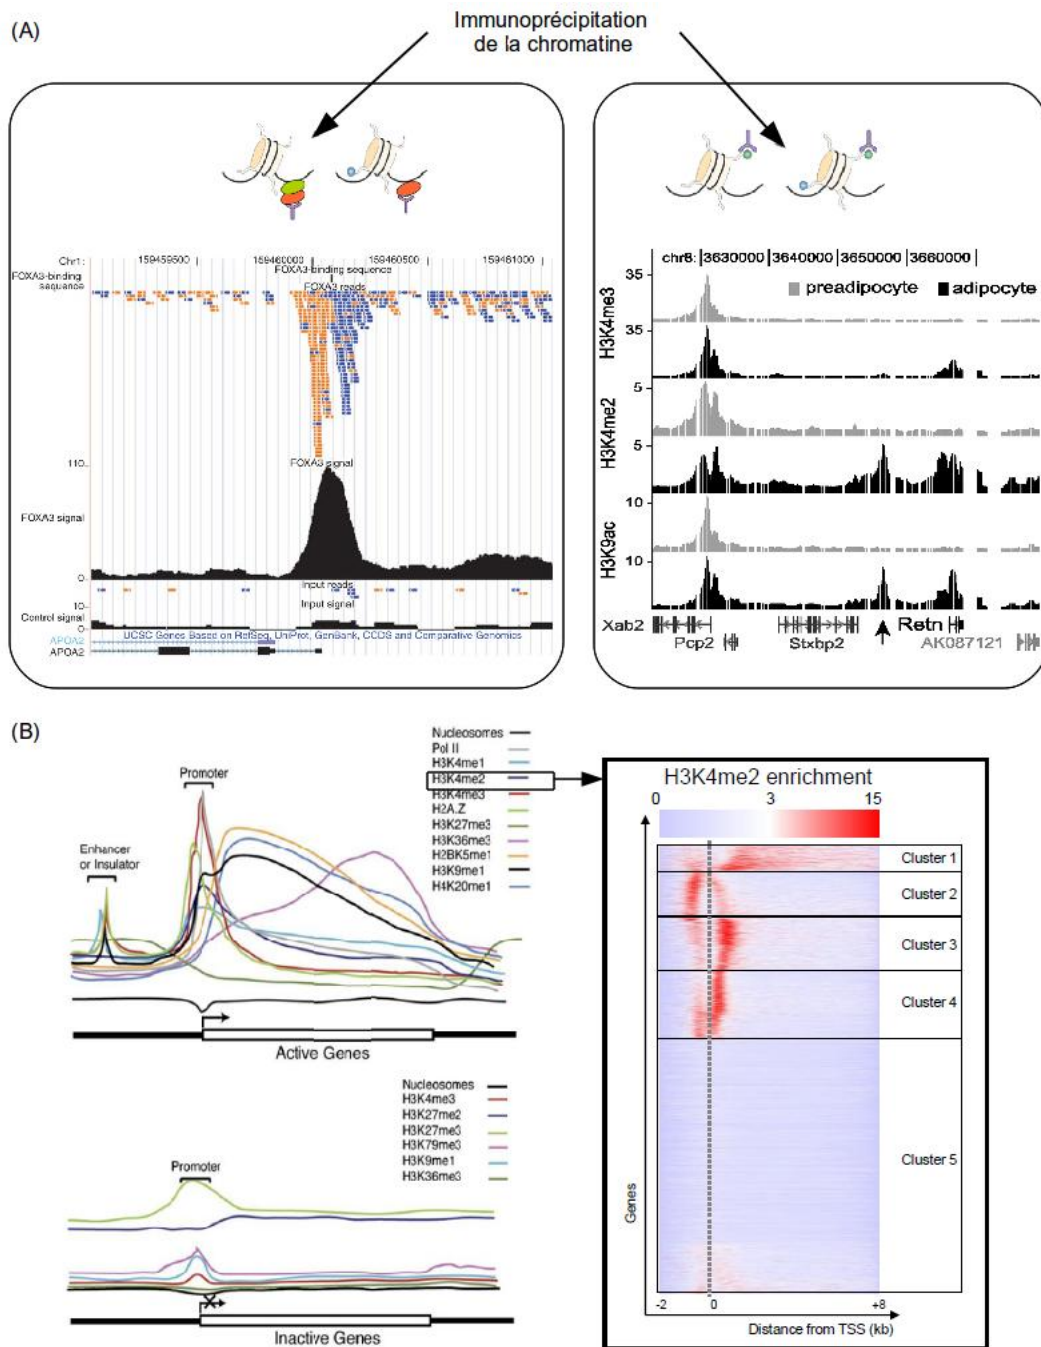 (A)
Immunoprécipitation
de la chromatine
Chr1:
159459500
159460000
159460500
159461000
FOXA3-binding sequence
FOXA3-binding
sequence
FOXA3 reads
110
FOXA3 signal
FOXA3 signal
0
Input reads
10
Input signal
Control signal
0
UCSC Genes Based on RefSeq, UniProt, GenBank, CCDS and Comparative Genomics
APOA2
APOA2
chr8: 3630000 3640000 3650000 3660000
35
preadipocyte adipocyte
H3K4me3
35
5
H3K4me2
5
10
H3K9ac
10
Xab2
Retn
Pcp2
Stxbp2
AK087121
(B)
Nucleosomes
Pol II
H3K4me1
H3K4me2
H3K4me3
H2A.Z
H3K27me3
H3K36me3
H2BK5me1
H3K9me1
H4K20me1
Promoter
Enhancer
or Insulator
Active Genes
Nucleosomes
H3K4me3
H3K27me2
H3K27me3
H3K79me3
H3K9me1
H3K36me3
Promoter
Inactive Genes
H3K4me2 enrichment
0 3 15
Cluster 1
Cluster 2
Cluster 3
Cluster 4
Cluster 5
Genes
-2 0 +8
Distance from TSS (kb)